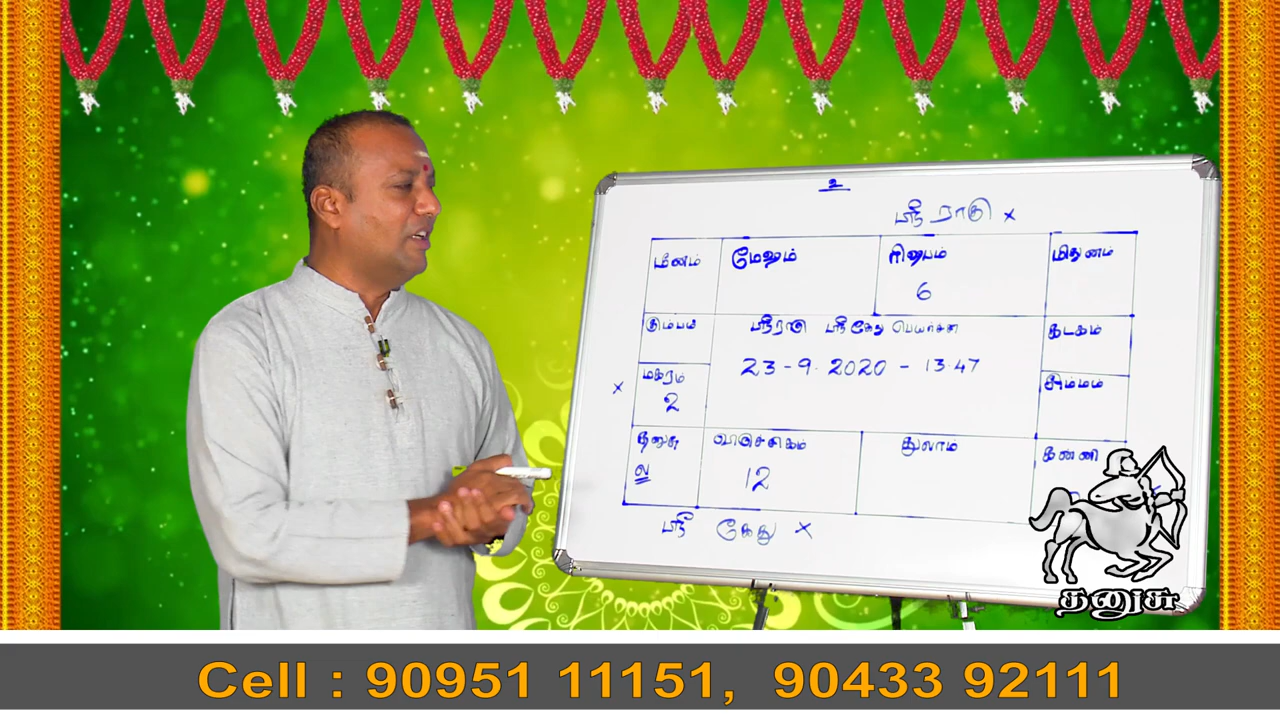 உ
ஸ்ரீ ராகு x
மீனம் மேஷம் ரிஷபம் மிதுனம்
6
கும்பம் ஸ்ரீராகு ஸ்ரீகேது பெயர்ச்சி கடகம்
23-9-2020 - 13.47
x மகரம் சிம்மம்
2
தனுசு விருச்சிகம் துலாம் கன்னி
ல 12
ஸ்ரீ கேது x
தனுசு
Cell : 90951 11151, 90433 92111